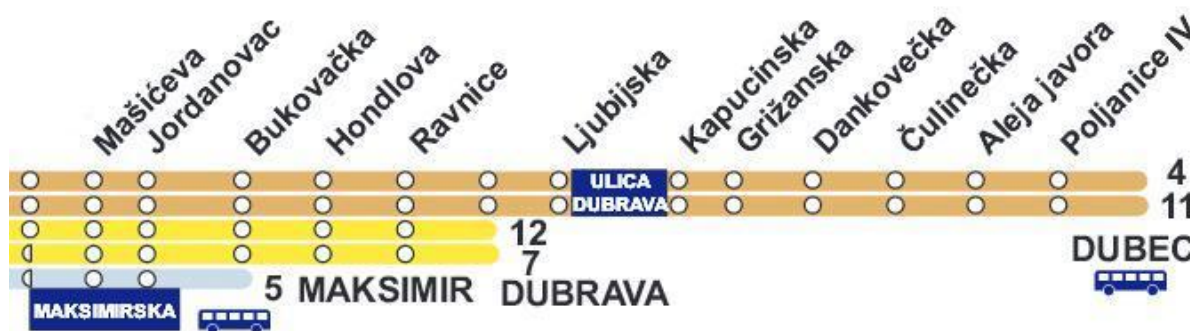 Mašićeva
Jordanovac
Bukovačka
Hondlova
Ravnice
Ljubijska
Kapucinska
Grižanska
Dankovečka
Čulinečka
Aleja javora
Poljanice IV
ULICA
DUBRAVA
4
11
12
7
5
MAKSIMIR
DUBRAVA
DUBEC
MAKSIMIRSKA